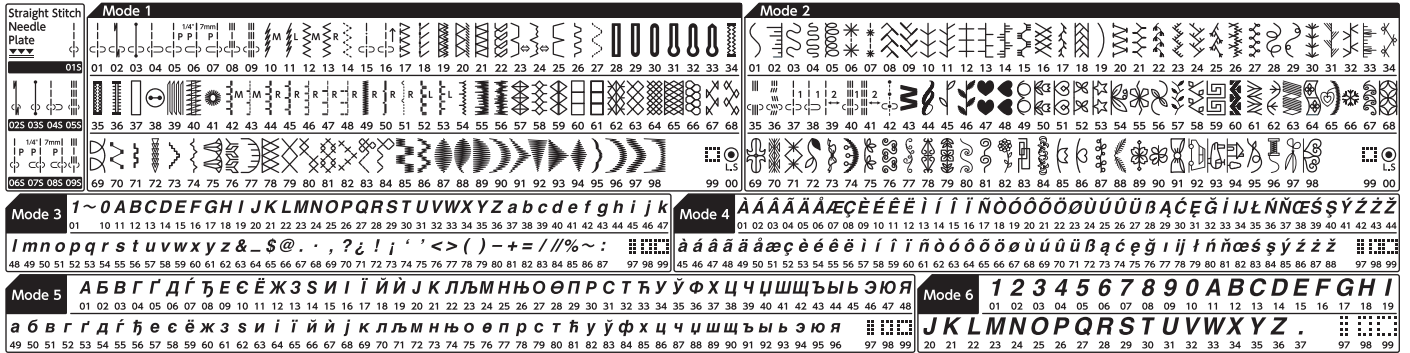 Straight Stitch
Needle
Plate
01S
02S 03S 04S 05S
1/4" 7mm
P P P
06S 07S 08S 09S
Mode 1
1/4" 7mm
P P M L M L R
01 02 03 04 05 06 07 08 09 10 11 12 13 14 15 16 17 18 19 20 21 22 23 24 25 26 27 28 29 30 31 32 33 34
M R R M R R R L L
35 36 37 38 39 40 41 42 43 44 45 46 47 48 49 50 51 52 53 54 55 56 57 58 59 60 61 62 63 64 65 66 67 68
L.S
69 70 71 72 73 74 75 76 77 78 79 80 81 82 83 84 85 86 87 88 89 90 91 92 93 94 95 96 97 98 99 00
Mode 2
01 02 03 04 05 06 07 08 09 10 11 12 13 14 15 16 17 18 19 20 21 22 23 24 25 26 27 28 29 30 31 32 33 34
1 1 2 2
35 36 37 38 39 40 41 42 43 44 45 46 47 48 49 50 51 52 53 54 55 56 57 58 59 60 61 62 63 64 65 66 67 68
L.S
69 70 71 72 73 74 75 76 77 78 79 80 81 82 83 84 85 86 87 88 89 90 91 92 93 94 95 96 97 98 99 00
Mode 3
1~0 A B C D E F G H I J K L M N O P Q R S T U V W X Y Z a b c d e f g h i j k
01 10 11 12 13 14 15 16 17 18 19 20 21 22 23 24 25 26 27 28 29 30 31 32 33 34 35 36 37 38 39 40 41 42 43 44 45 46 47
l m n o p q r s t u v w x y z & _ $ @ . · , ? ¿ ! ¡ ‘ ’ < > ( ) – + = / // % ~ :
48 49 50 51 52 53 54 55 56 57 58 59 60 61 62 63 64 65 66 67 68 69 70 71 72 73 74 75 76 77 78 79 80 81 82 83 84 85 86 87 97 98 99
Mode 4
À Á Â Ã Ä Å Æ Ç È É Ê Ë Ì Í Î Ï Ñ Ò Ó Ô Õ Ö Ø Ù Ú Û Ü ß Ą Ć Ę Ğ İ IJ Ł Ń Ň Œ Ś Ş Ý Ź Ż Ž
01 02 03 04 05 06 07 08 09 10 11 12 13 14 15 16 17 18 19 20 21 22 23 24 25 26 27 28 29 30 31 32 33 34 35 36 37 38 39 40 41 42 43 44
à á â ã ä å æ ç è é ê ë ì í î ï ñ ò ó ô õ ö ø ù ú û ü ß ą ć ę ğ ı ij ł ń ň œ ś ş ý ź ż ž
45 46 47 48 49 50 51 52 53 54 55 56 57 58 59 60 61 62 63 64 65 66 67 68 69 70 71 72 73 74 75 76 77 78 79 80 81 82 83 84 85 86 87 88 97 98 99
Mode 5
А Б В Г Ґ Д Ѓ Ђ Е Є Ё Ж З Ѕ И І Ї Й Ѝ Ј К Л Љ М Н Њ О Ө П Р С Т Ћ У Ў Ф Х Ц Ч Џ Ш Щ Ъ Ы Ь Э Ю Я
01 02 03 04 05 06 07 08 09 10 11 12 13 14 15 16 17 18 19 20 21 22 23 24 25 26 27 28 29 30 31 32 33 34 35 36 37 38 39 40 41 42 43 44 45 46 47 48
а б в г ґ д ѓ ђ е є ё ж з ѕ и і ї й ѝ ј к л љ м н њ о ө п р с т ћ у ў ф х ц ч џ ш щ ъ ы ь э ю я
49 50 51 52 53 54 55 56 57 58 59 60 61 62 63 64 65 66 67 68 69 70 71 72 73 74 75 76 77 78 79 80 81 82 83 84 85 86 87 88 89 90 91 92 93 94 95 96 97 98 99
Mode 6
1 2 3 4 5 6 7 8 9 0 A B C D E F G H I
01 02 03 04 05 06 07 08 09 10 11 12 13 14 15 16 17 18 19
J K L M N O P Q R S T U V W X Y Z .
20 21 22 23 24 25 26 27 28 29 30 31 32 33 34 35 36 37 97 98 99